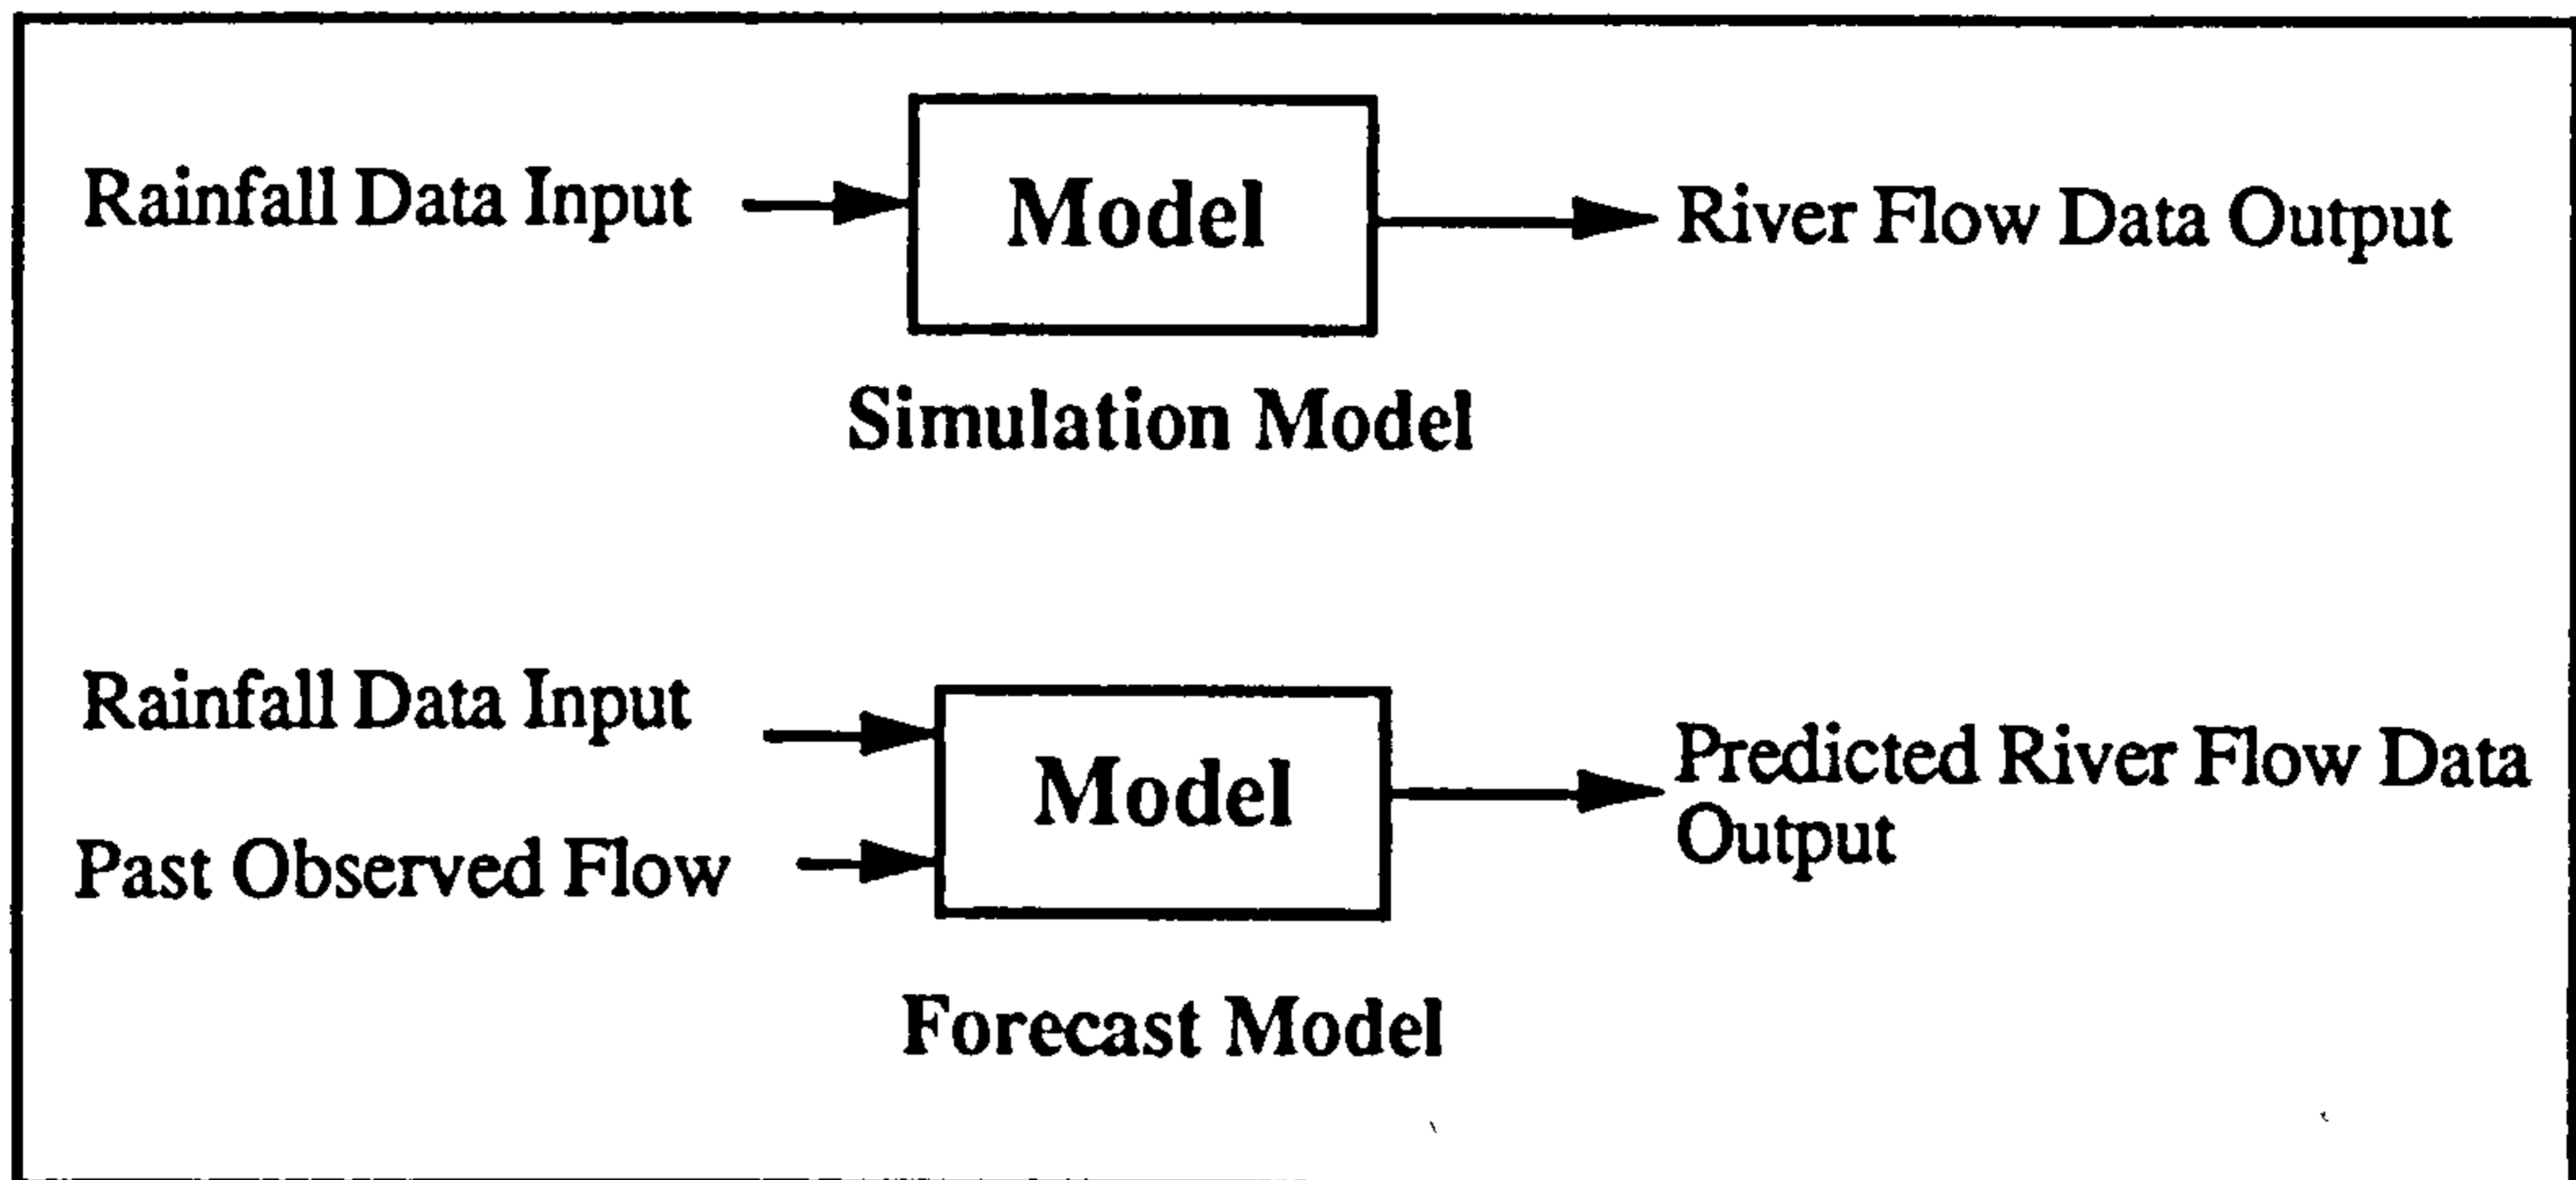 Rainfall Data Input
Model
River Flow Data Output
Simulation Model
Rainfall Data Input
Past Observed Flow
Model
Predicted River Flow Data
Output
Forecast Model